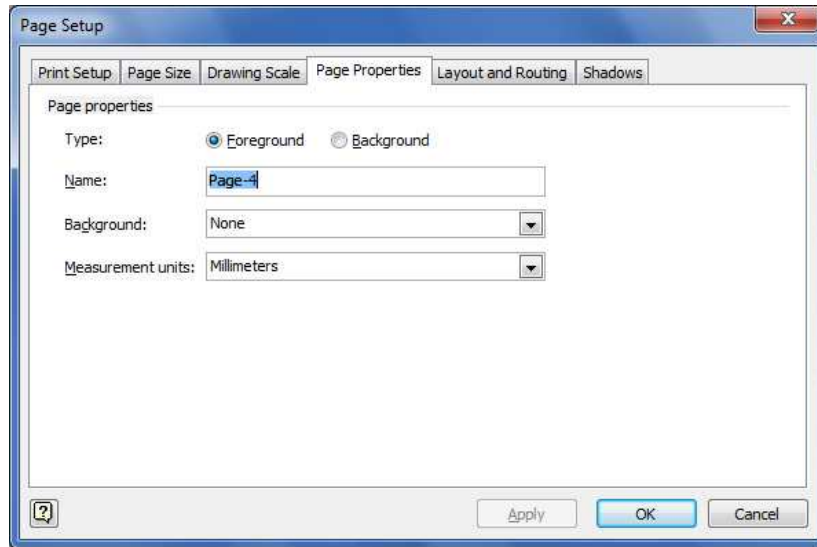 Page Setup
Print Setup Page Size Drawing Scale Page Properties Layout and Routing Shadows
Page properties
Type: Foreground Background
Name: Page-4
Background: None
Measurement units: Millimeters
Apply OK Cancel